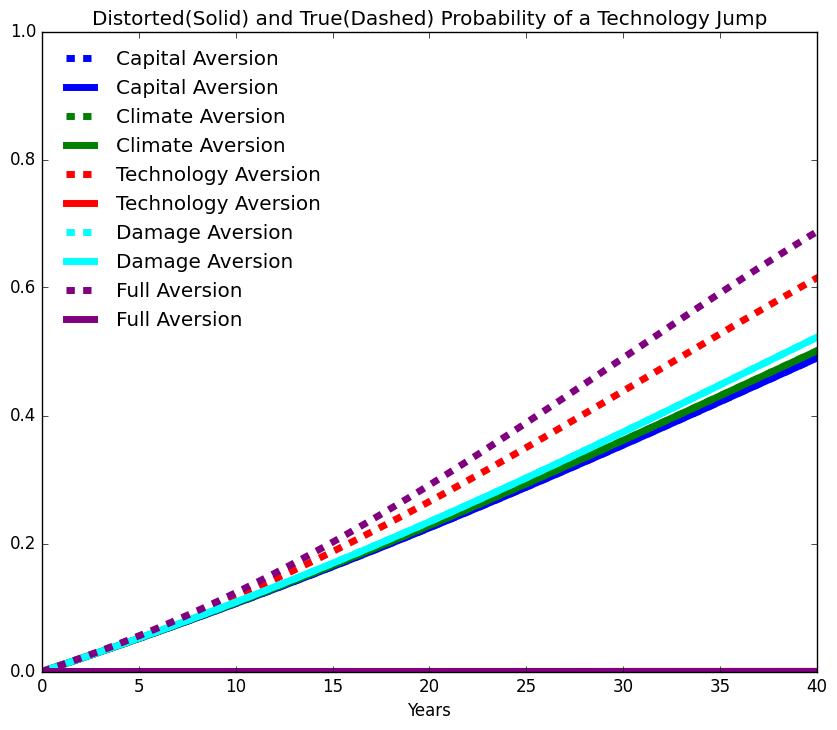 Distorted(Solid) and True(Dashed) Probability of a Technology Jump
1.0
Capital Aversion
Capital Aversion
Climate Aversion
Climate Aversion
0.8
Technology Aversion
Technology Aversion
Damage Aversion
Damage Aversion
0.6
Full Aversion
Full Aversion
0.4
0.2
0.0
0 5 10 15 20 25 30 35 40
Years